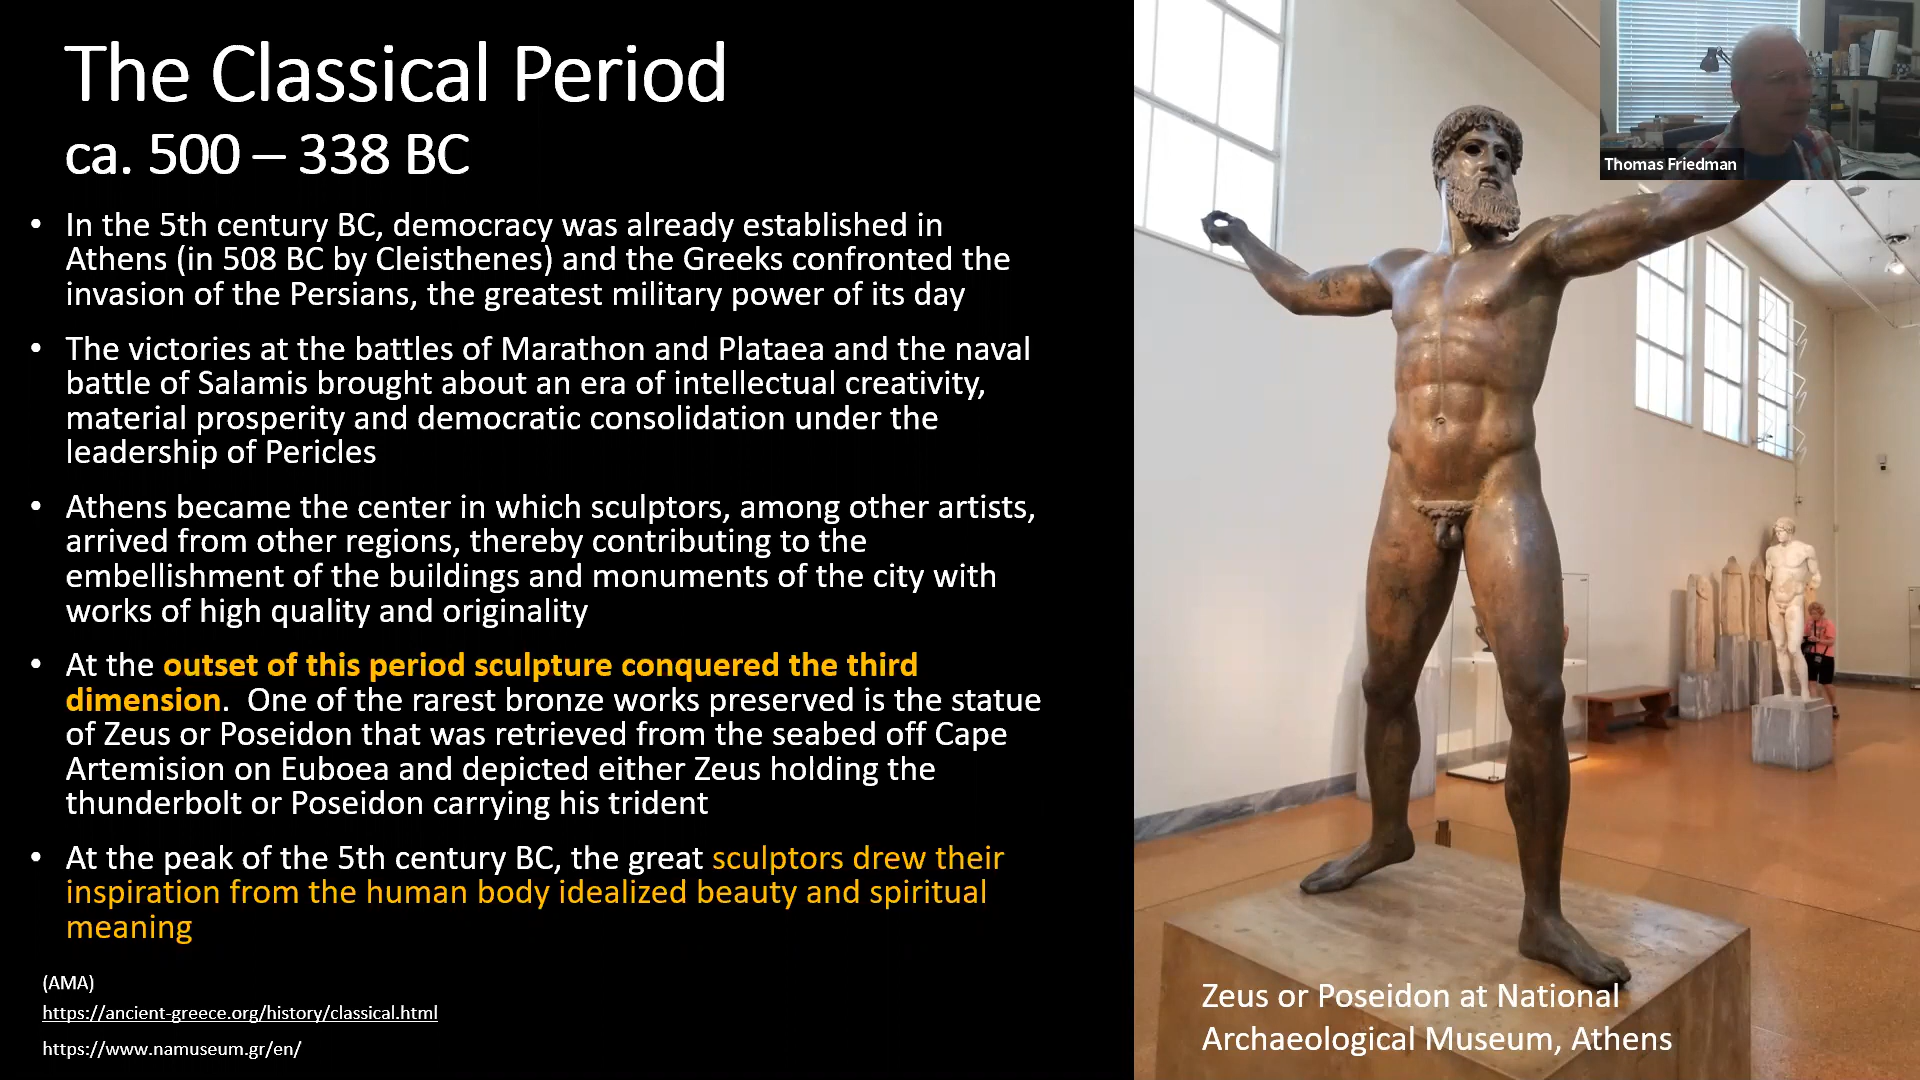 The Classical Period
ca. 500 – 338 BC
• In the 5th century BC, democracy was already established in
Athens (in 508 BC by Cleisthenes) and the Greeks confronted the
invasion of the Persians, the greatest military power of its day
• The victories at the battles of Marathon and Plataea and the naval
battle of Salamis brought about an era of intellectual creativity,
material prosperity and democratic consolidation under the
leadership of Pericles
• Athens became the center in which sculptors, among other artists,
arrived from other regions, thereby contributing to the
embellishment of the buildings and monuments of the city with
works of high quality and originality
• At the outset of this period sculpture conquered the third
dimension.  One of the rarest bronze works preserved is the statue
of Zeus or Poseidon that was retrieved from the seabed off Cape
Artemision on Euboea and depicted either Zeus holding the
thunderbolt or Poseidon carrying his trident
• At the peak of the 5th century BC, the great sculptors drew their
inspiration from the human body idealized beauty and spiritual
meaning
(AMA)
https://ancient-greece.org/history/classical.html
https://www.namuseum.gr/en/
Thomas Friedman
Zeus or Poseidon at National
Archaeological Museum, Athens